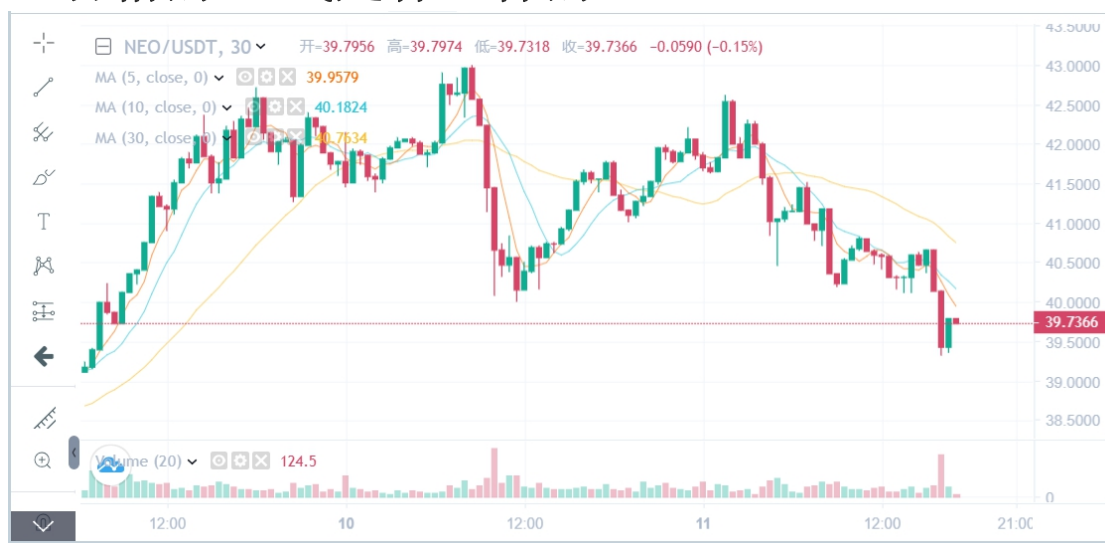 NEO/USDT, 30 开=39.7956 高=39.7974 低=39.7318 收=39.7366 -0.0590 (-0.15%)
MA (5, close, 0) 39.9579
MA (10, close, 0) 40.1824
MA (30, close, 0) 40.7634
43.5000
43.0000
42.5000
42.0000
41.5000
41.0000
40.5000
40.0000
39.7366
39.5000
39.0000
38.5000
Volume (20) 124.5
0
12:00 10 12:00 11 12:00 21:00
T